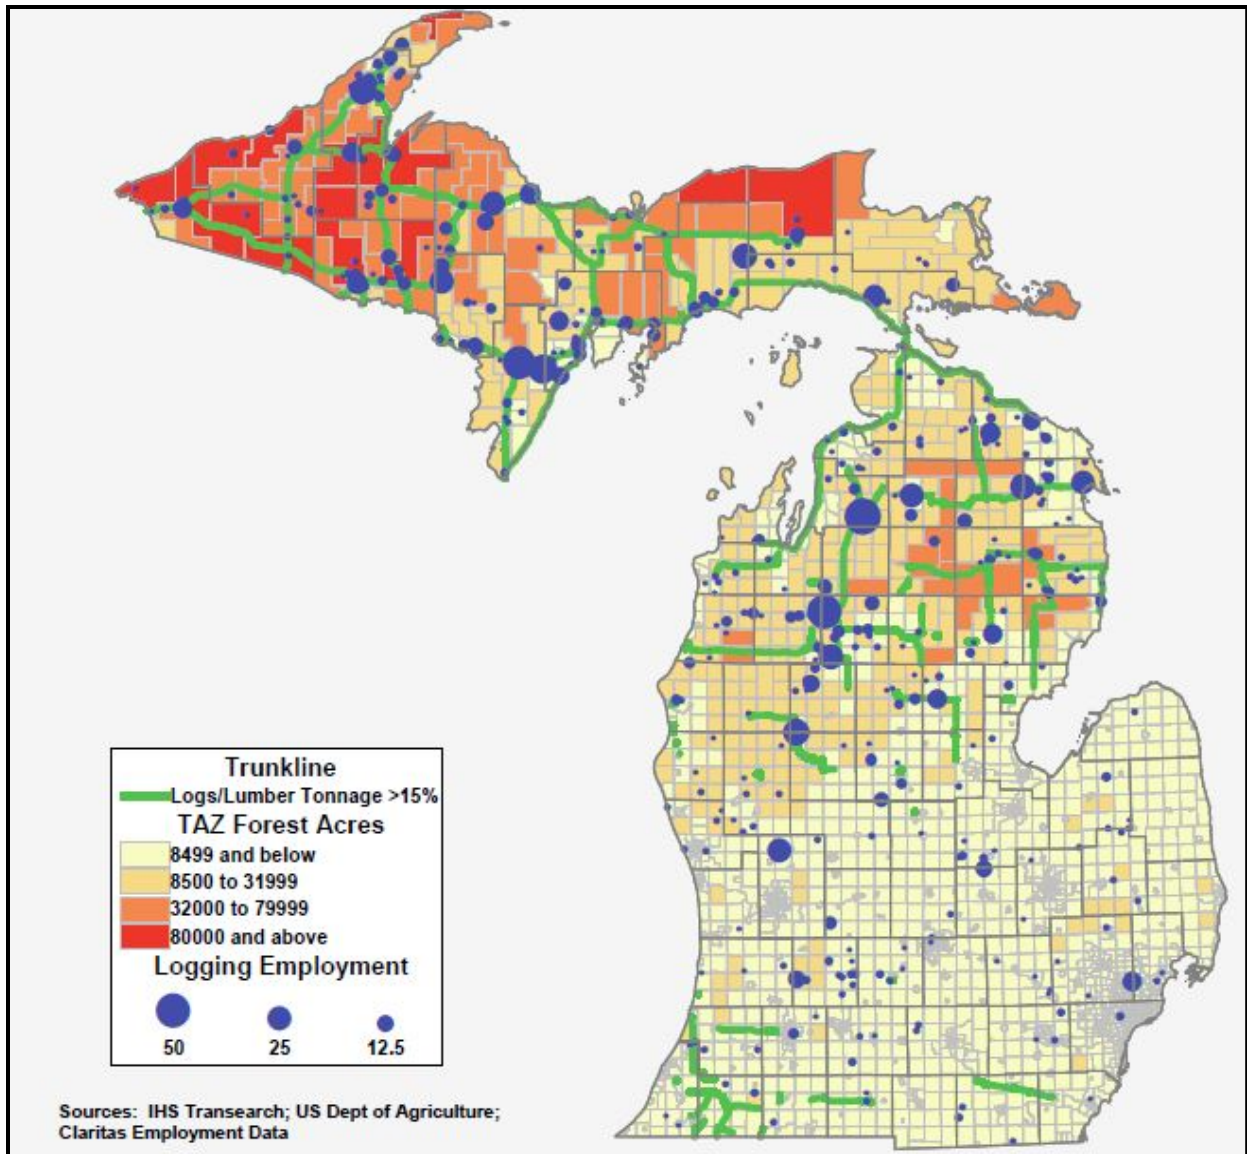 Trunkline
Logs/Lumber Tonnage >15%
TAZ Forest Acres
8499 and below
8500 to 31999
32000 to 79999
80000 and above
Logging Employment
50 25 12.5
Sources: IHS Transearch; US Dept of Agriculture;
Claritas Employment Data